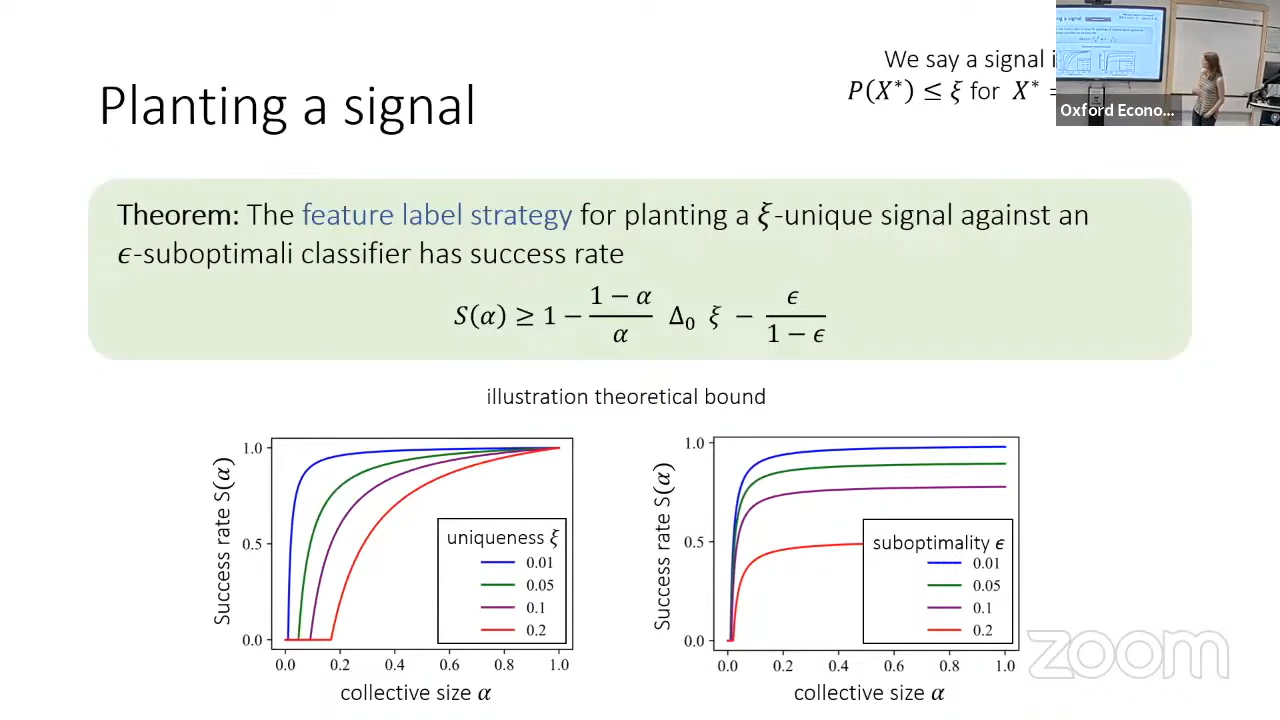 We say a signal i
P(X*) ≤ ξ for X* =
Planting a signal
Oxford Econo...
Theorem: The feature label strategy for planting a ξ-unique signal against an
ϵ-suboptimali classifier has success rate
S(α) ≥ 1 − (1 − α)/α Δ₀ ξ − ϵ/(1 − ϵ)
illustration theoretical bound
Success rate S(α)
1.0
0.5
0.0
0.0 0.2 0.4 0.6 0.8 1.0
collective size α
uniqueness ξ
0.01
0.05
0.1
0.2
Success rate S(α)
1.0
0.5
0.0
0.0 0.2 0.4 0.6 0.8 1.0
collective size α
suboptimality ϵ
0.01
0.05
0.1
0.2
zoom